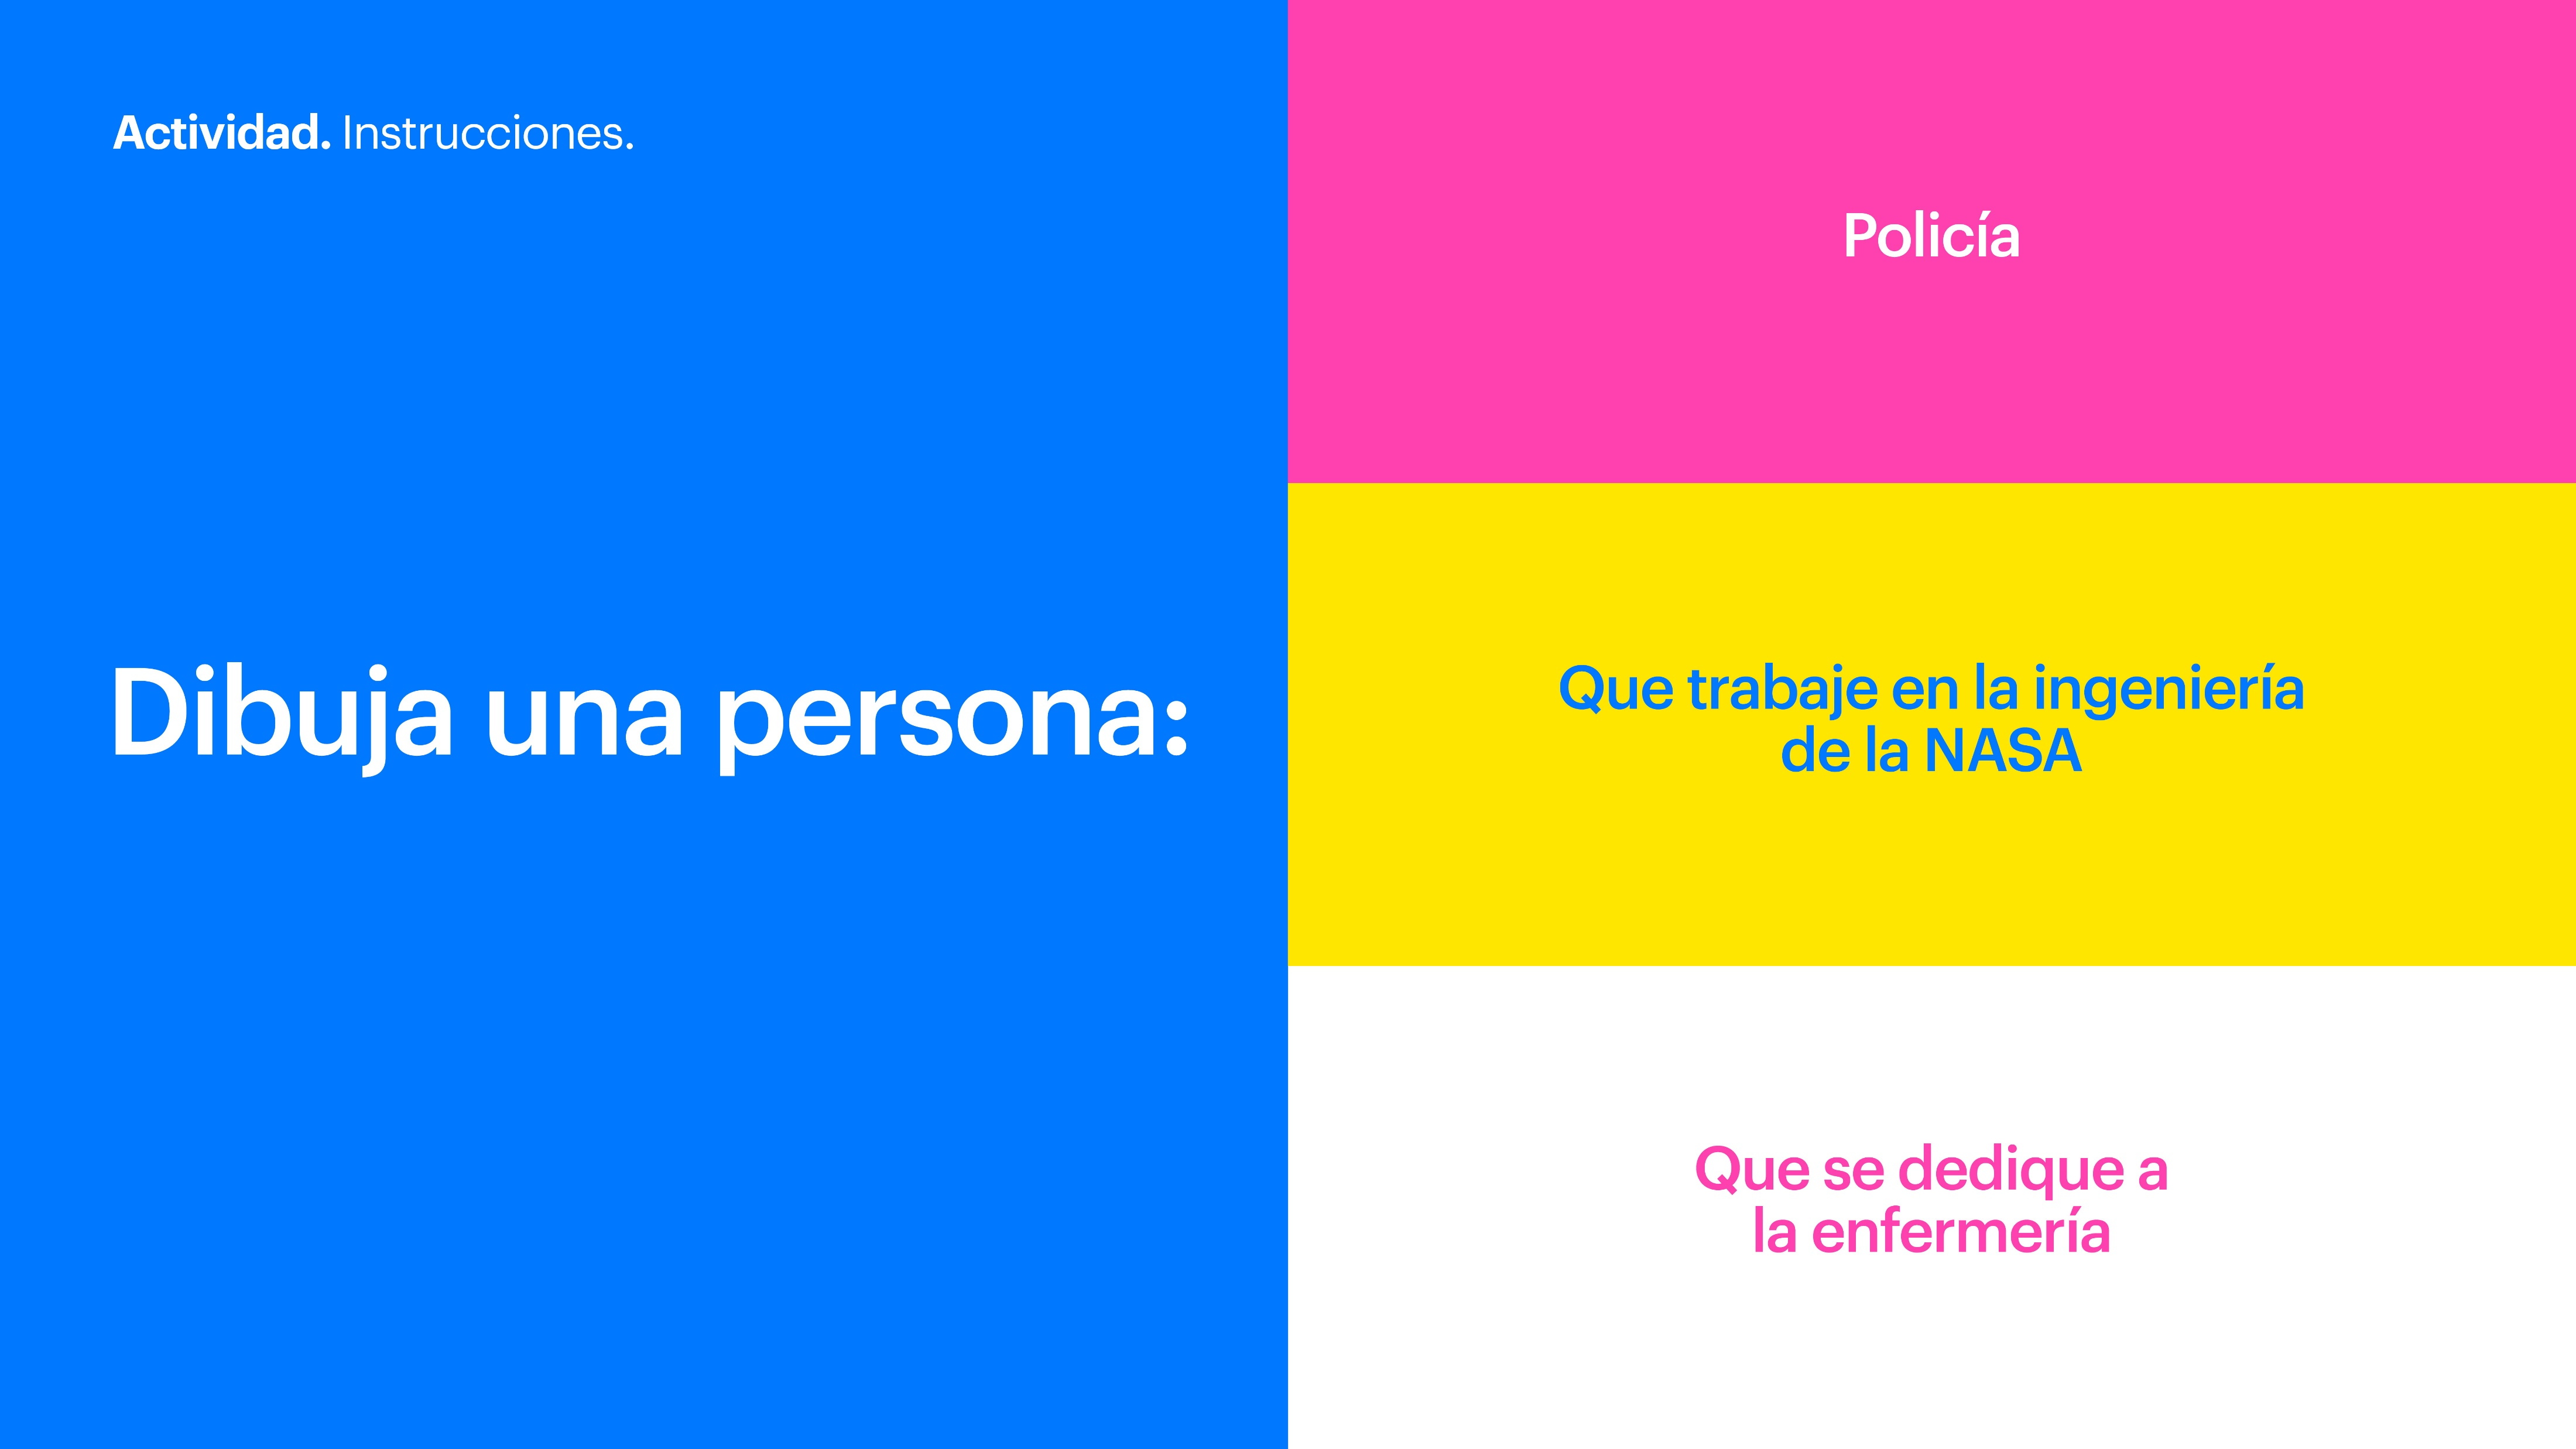 Actividad. Instrucciones.
Dibuja una persona:
Policía
Que trabaje en la ingeniería
de la NASA
Que se dedique a
la enfermería